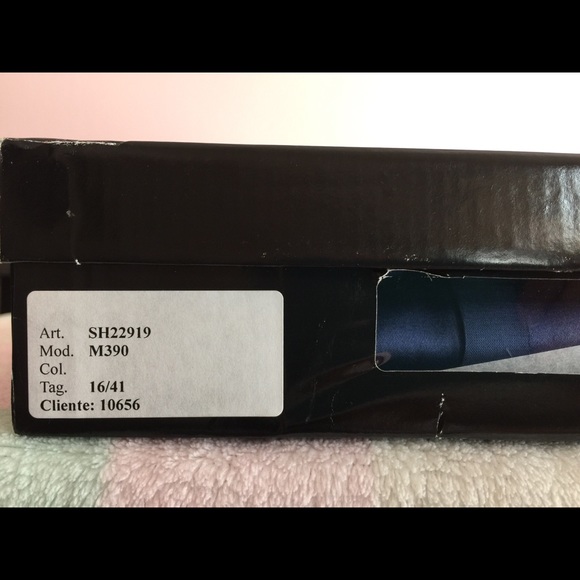 Art. SH22919
Mod. M390
Col.
Tag. 16/41
Cliente: 10656